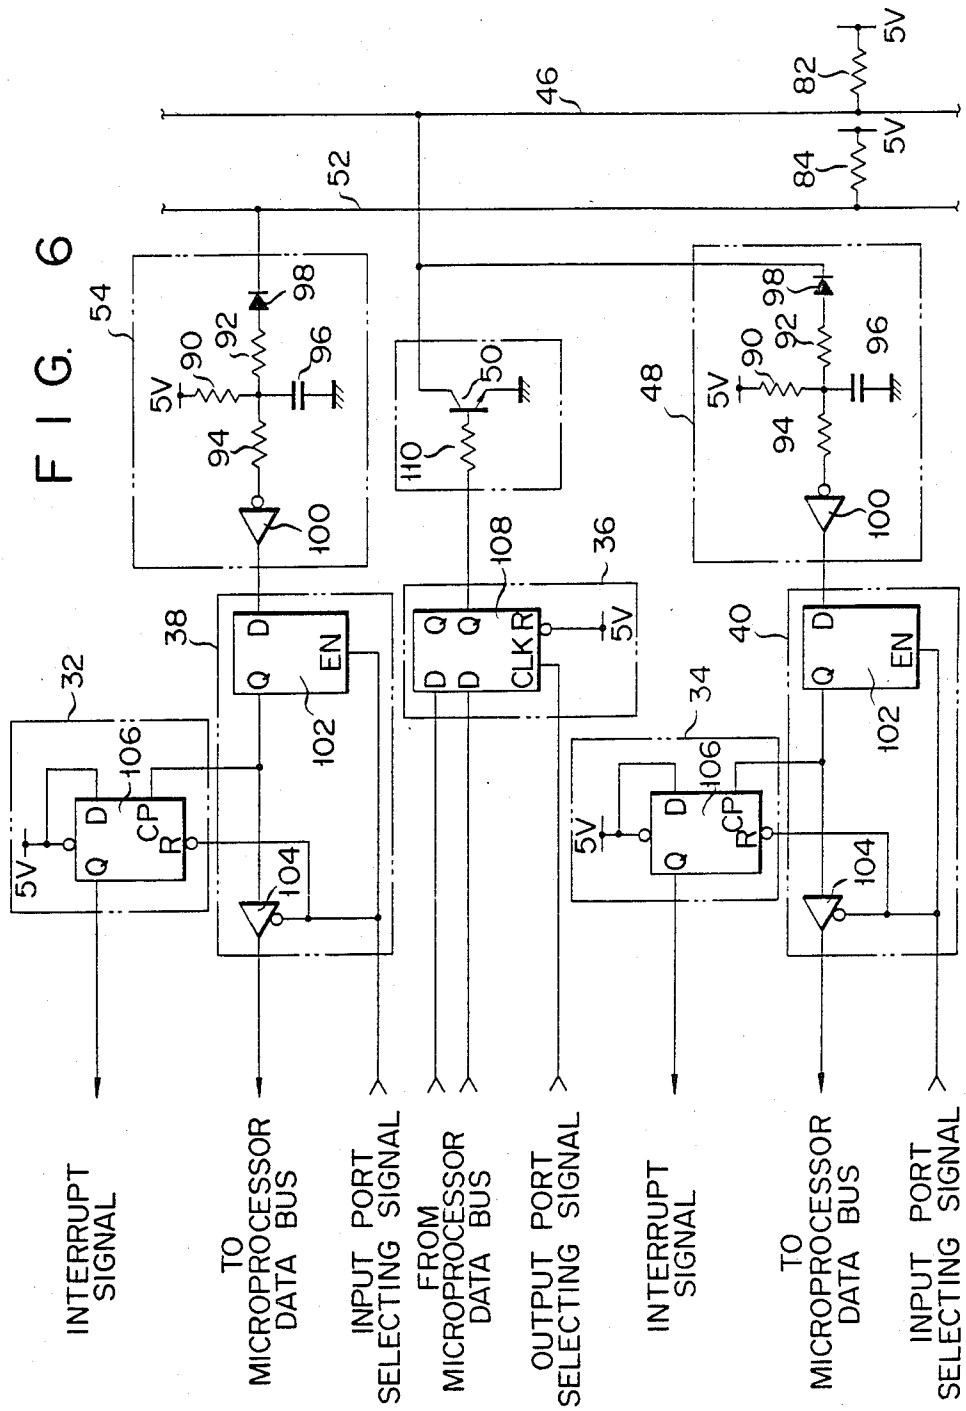 FIG. 6
INTERRUPT
SIGNAL
TO
MICROPROCESSOR
DATA BUS
INPUT PORT
SELECTING SIGNAL
FROM
MICROPROCESSOR
DATA BUS
OUTPUT PORT
SELECTING SIGNAL
INTERRUPT
SIGNAL
TO
MICROPROCESSOR
DATA BUS
INPUT PORT
SELECTING SIGNAL
32
5V
D
106
Q
CP
R
104
38
D
Q
EN
102
54
5V
90
92
94
96
98
100
52
46
84
5V
82
5V
36
108
D
Q
D
Q
CLK
R
5V
110
50
34
5V
D
106
Q
CP
R
104
40
D
Q
EN
102
48
5V
90
92
94
96
98
100